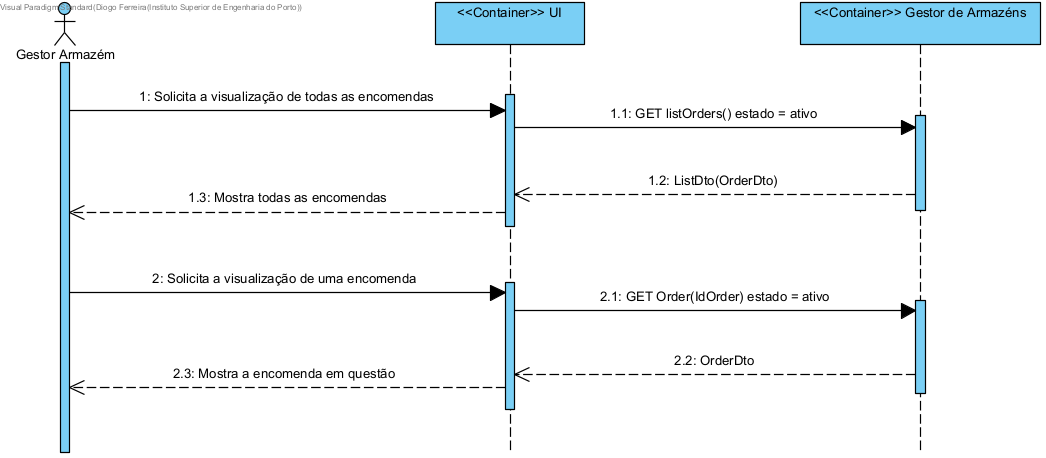 Visual Paradigm Standard(Diogo Ferreira(Instituto Superior de Engenharia do Porto))
<<Container>> UI
<<Container>> Gestor de Armazéns
Gestor Armazém
1: Solicita a visualização de todas as encomendas
1.1: GET listOrders() estado = ativo
1.2: ListDto(OrderDto)
1.3: Mostra todas as encomendas
2: Solicita a visualização de uma encomenda
2.1: GET Order(IdOrder) estado = ativo
2.2: OrderDto
2.3: Mostra a encomenda em questão